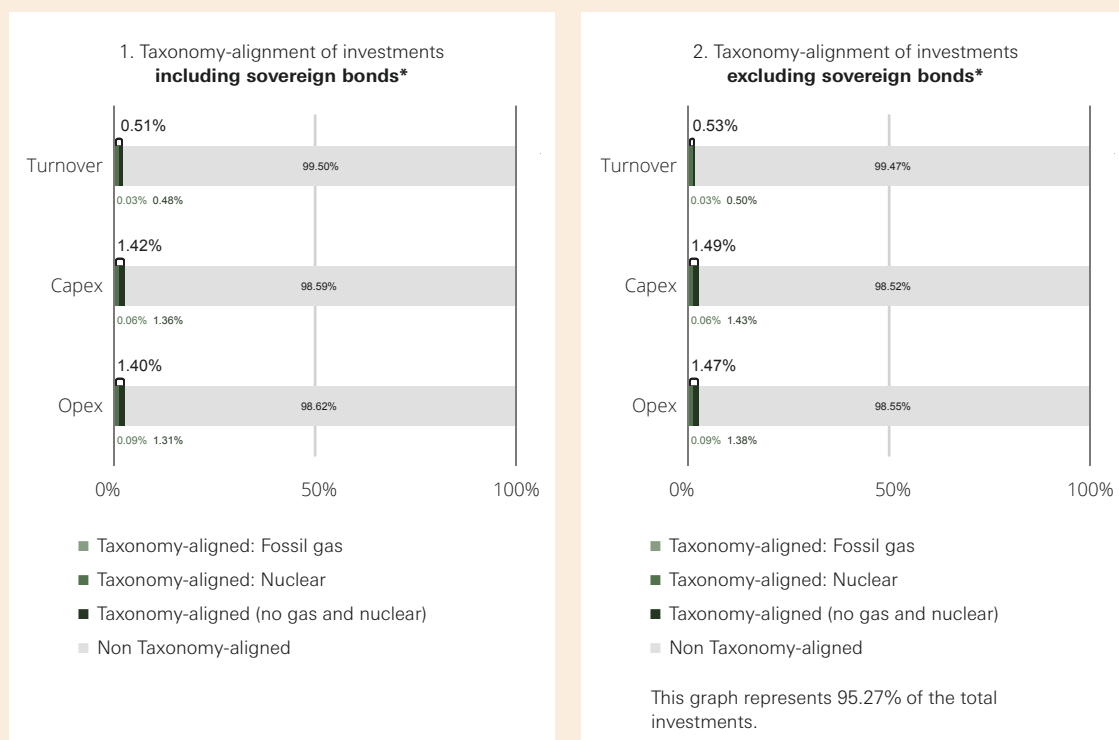 1. Taxonomy-alignment of investments
including sovereign bonds*
0.51%
Turnover
99.50%
0.03% 0.48%
1.42%
Capex
98.59%
0.06% 1.36%
1.40%
Opex
98.62%
0.09% 1.31%
0% 50% 100%
Taxonomy-aligned: Fossil gas
Taxonomy-aligned: Nuclear
Taxonomy-aligned (no gas and nuclear)
Non Taxonomy-aligned
2. Taxonomy-alignment of investments
excluding sovereign bonds*
0.53%
Turnover
99.47%
0.03% 0.50%
1.49%
Capex
98.52%
0.06% 1.43%
1.47%
Opex
98.55%
0.09% 1.38%
0% 50% 100%
Taxonomy-aligned: Fossil gas
Taxonomy-aligned: Nuclear
Taxonomy-aligned (no gas and nuclear)
Non Taxonomy-aligned
This graph represents 95.27% of the total
investments.